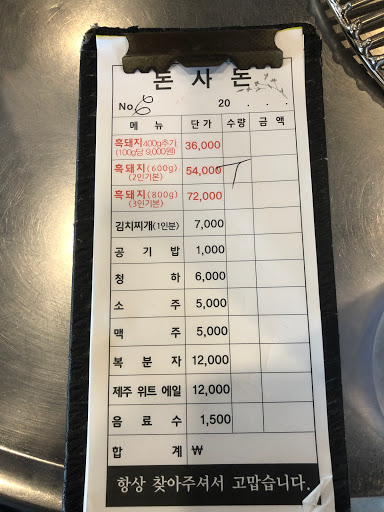 돈 사 돈
No. 6 20 . . .
메 뉴 단 가 수량 금 액
흑돼지400g추가 36,000
(100g당 9,000원)
흑돼지(600g) 54,000
(2인기본)
흑돼지(800g) 72,000
(3인기본)
김치찌개(1인분) 7,000
공 기 밥 1,000
청 하 6,000
소 주 5,000
맥 주 5,000
복 분 자 12,000
제주 위트 에일 12,000
음 료 수 1,500
합 계 ₩
항상 찾아주셔서 고맙습니다.